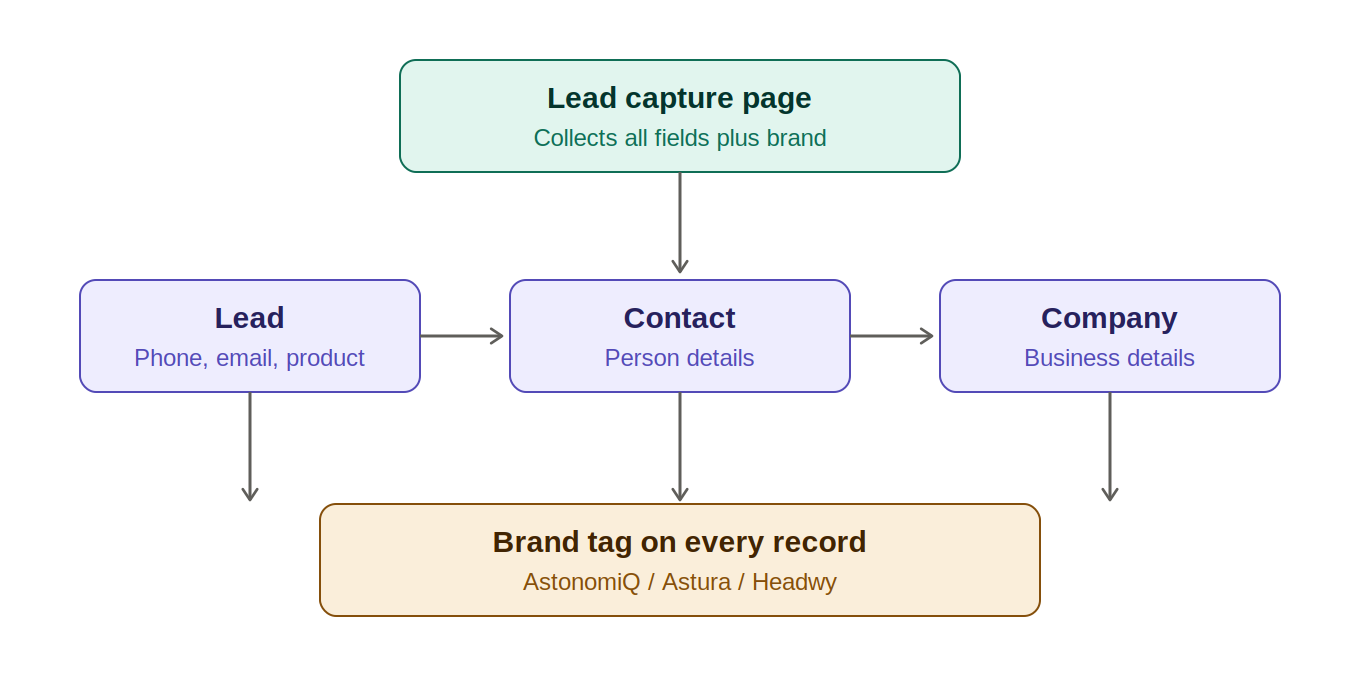 Lead capture page
Collects all fields plus brand
Lead
Phone, email, product
Contact
Person details
Company
Business details
Brand tag on every record
AstonomiQ / Astura / Headwy